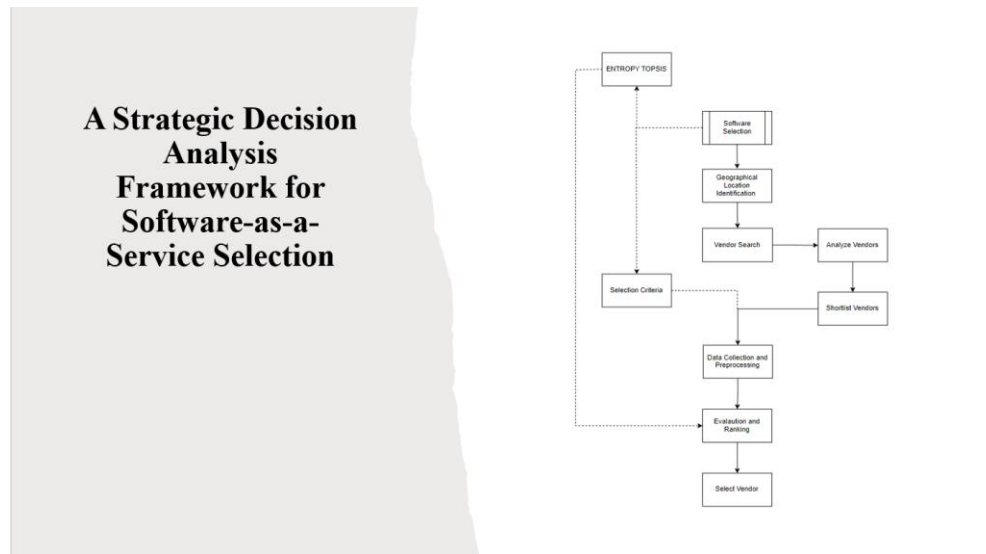 A Strategic Decision
Analysis
Framework for
Software-as-a-
Service Selection
ENTROPY TOPSIS
Software
Selection
Geographical
Location
Identification
Vendor Search
Analyze Vendors
Selection Criteria
Shortlist Vendors
Data Collection and
Preprocessing
Evalaution and
Ranking
Select Vendor